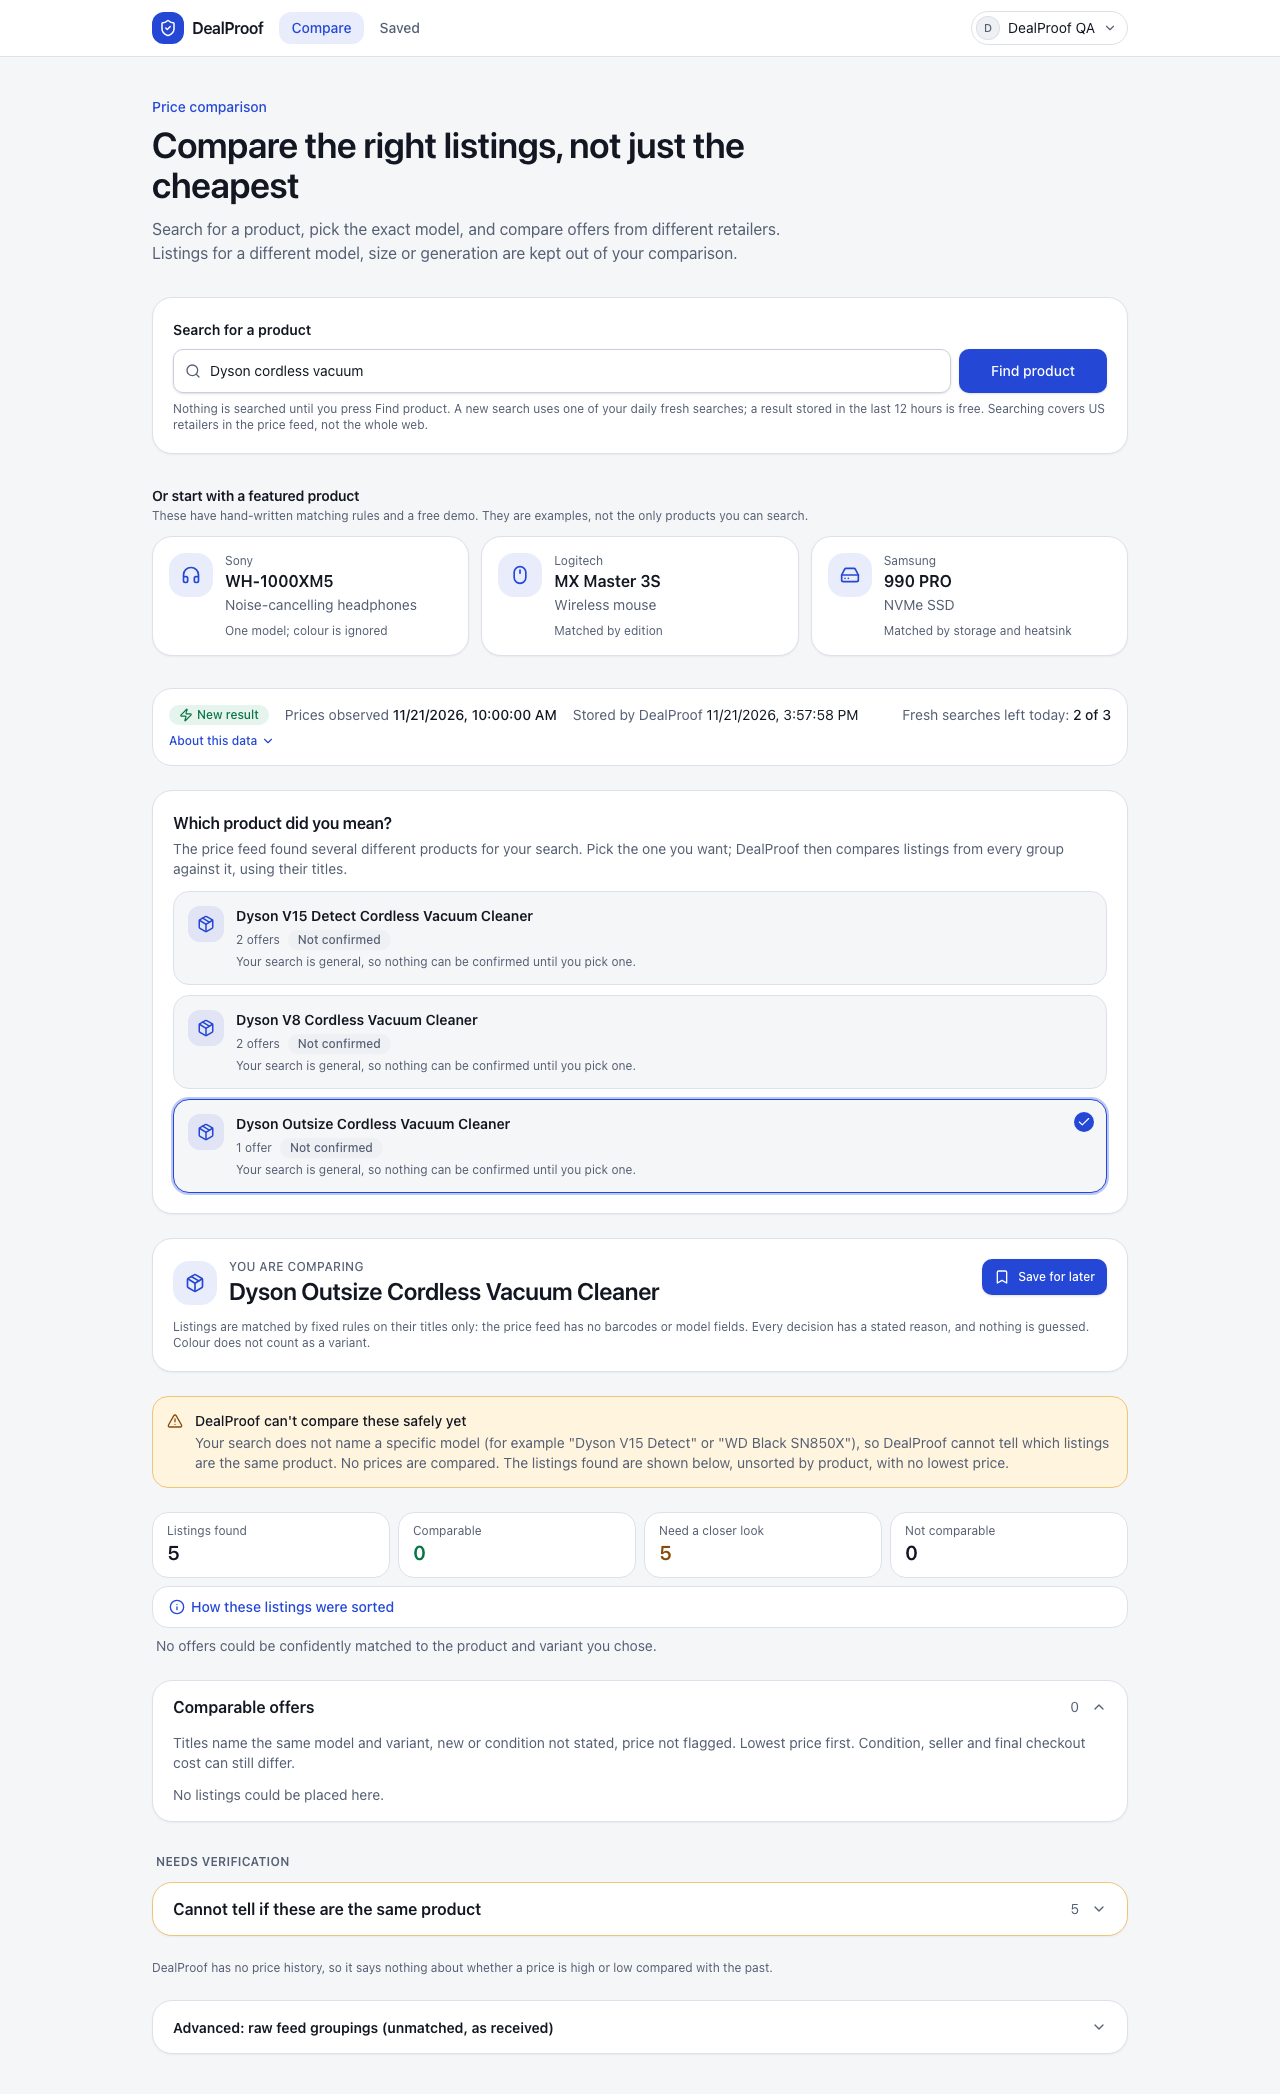 DealProof
Compare
Saved
D
DealProof QA
Price comparison
Compare the right listings, not just the
cheapest
Search for a product, pick the exact model, and compare offers from different retailers.
Listings for a different model, size or generation are kept out of your comparison.
Search for a product
Dyson cordless vacuum
Find product
Nothing is searched until you press Find product. A new search uses one of your daily fresh searches; a result stored in the last 12 hours is free. Searching covers US
retailers in the price feed, not the whole web.
Or start with a featured product
These have hand-written matching rules and a free demo. They are examples, not the only products you can search.
Sony
WH-1000XM5
Noise-cancelling headphones
One model; colour is ignored
Logitech
MX Master 3S
Wireless mouse
Matched by edition
Samsung
990 PRO
NVMe SSD
Matched by storage and heatsink
New result
Prices observed 11/21/2026, 10:00:00 AM
Stored by DealProof 11/21/2026, 3:57:58 PM
Fresh searches left today: 2 of 3
About this data
Which product did you mean?
The price feed found several different products for your search. Pick the one you want; DealProof then compares listings from every group
against it, using their titles.
Dyson V15 Detect Cordless Vacuum Cleaner
2 offers
Not confirmed
Your search is general, so nothing can be confirmed until you pick one.
Dyson V8 Cordless Vacuum Cleaner
2 offers
Not confirmed
Your search is general, so nothing can be confirmed until you pick one.
Dyson Outsize Cordless Vacuum Cleaner
1 offer
Not confirmed
Your search is general, so nothing can be confirmed until you pick one.
YOU ARE COMPARING
Dyson Outsize Cordless Vacuum Cleaner
Save for later
Listings are matched by fixed rules on their titles only: the price feed has no barcodes or model fields. Every decision has a stated reason, and nothing is guessed.
Colour does not count as a variant.
DealProof can't compare these safely yet
Your search does not name a specific model (for example "Dyson V15 Detect" or "WD Black SN850X"), so DealProof cannot tell which listings
are the same product. No prices are compared. The listings found are shown below, unsorted by product, with no lowest price.
Listings found
5
Comparable
0
Need a closer look
5
Not comparable
0
How these listings were sorted
No offers could be confidently matched to the product and variant you chose.
Comparable offers
0
Titles name the same model and variant, new or condition not stated, price not flagged. Lowest price first. Condition, seller and final checkout
cost can still differ.
No listings could be placed here.
NEEDS VERIFICATION
Cannot tell if these are the same product
5
DealProof has no price history, so it says nothing about whether a price is high or low compared with the past.
Advanced: raw feed groupings (unmatched, as received)